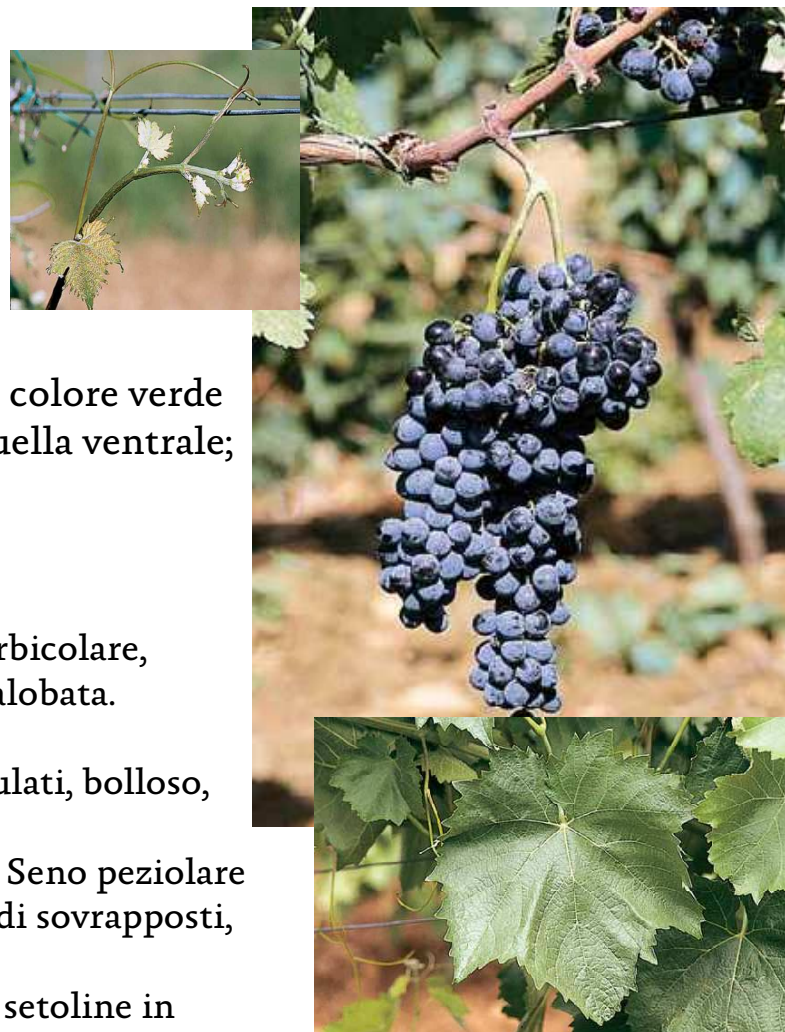 colore verde
uella ventrale;
rbicolare,
alobata.
ulati, bolloso,
Seno peziolare
di sovrapposti,
setoline in